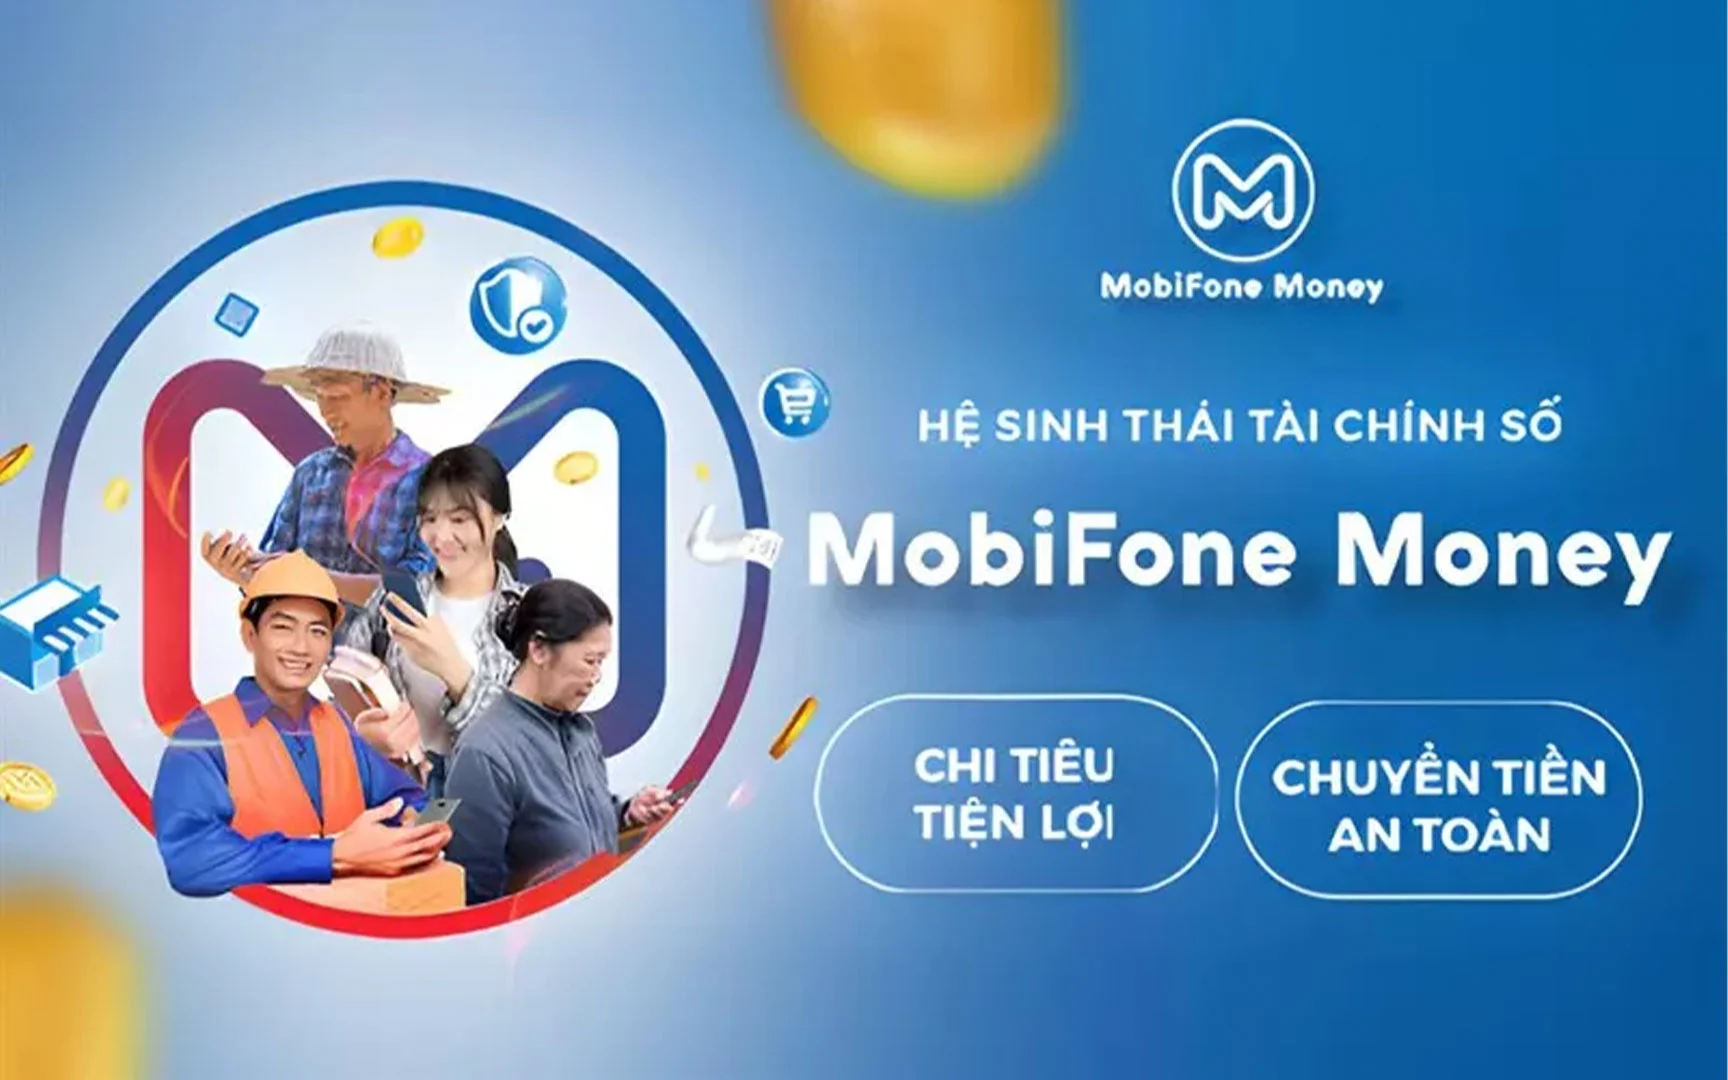 MobiFone Money
HỆ SINH THÁI TÀI CHÍNH SỐ
MobiFone Money
CHI TIÊU
TIỆN LỢI
CHUYỂN TIỀN
AN TOÀN